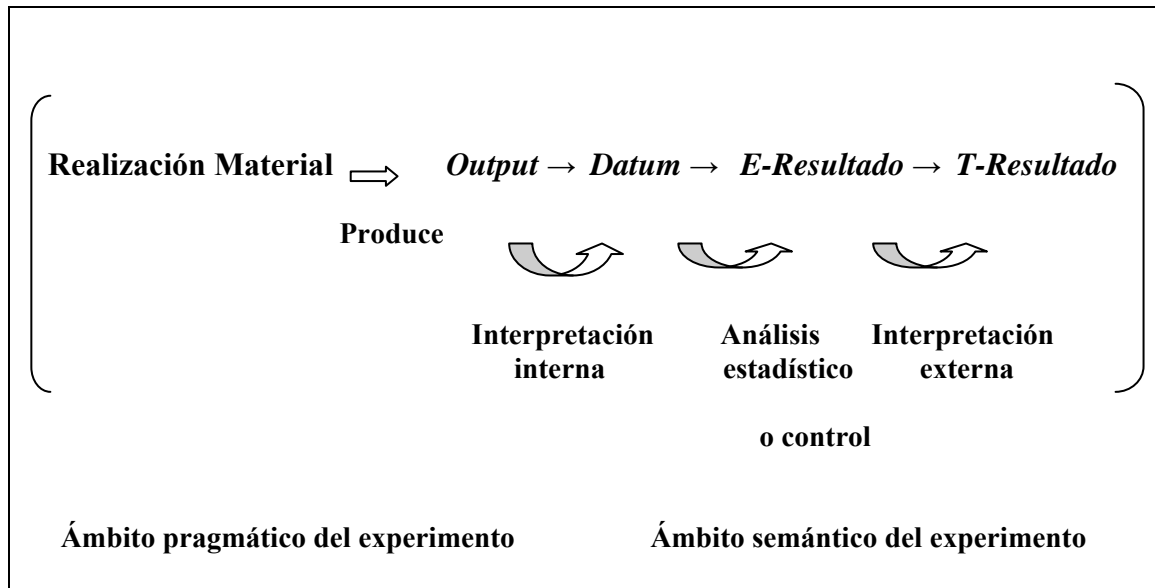 Realización Material Output → Datum → E-Resultado → T-Resultado
Produce
Interpretación Análisis Interpretación
interna estadístico externa
o control
Ámbito pragmático del experimento Ámbito semántico del experimento